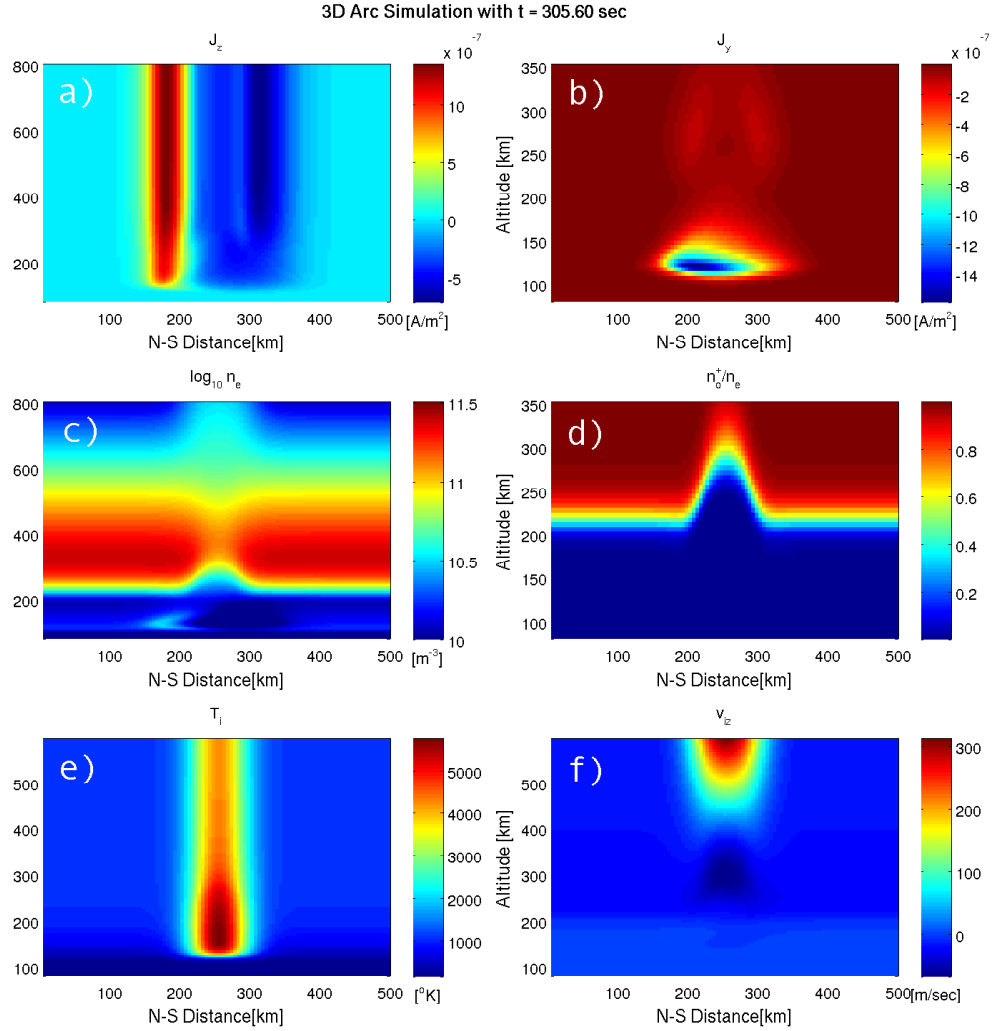 3D Arc Simulation with t = 305.60 sec
J_z
x 10^-7
a)
800
600
400
200
100 200 300 400 500
N-S Distance[km]
10
5
0
-5
[A/m^2]
J_y
x 10^-7
b)
Altitude [km]
350
300
250
200
150
100
100 200 300 400 500
N-S Distance[km]
-2
-4
-6
-8
-10
-12
-14
[A/m^2]
log_10 n_e
c)
800
600
400
200
100 200 300 400 500
N-S Distance[km]
11.5
11
10.5
10
[m^-3]
n_o^+/n_e
d)
Altitude [km]
350
300
250
200
150
100
100 200 300 400 500
N-S Distance[km]
0.8
0.6
0.4
0.2
T_i
e)
500
400
300
200
100
100 200 300 400 500
N-S Distance[km]
5000
4000
3000
2000
1000
[°K]
v_iz
f)
Altitude [km]
500
400
300
200
100
100 200 300 400 500
N-S Distance[km]
300
200
100
0
[m/sec]